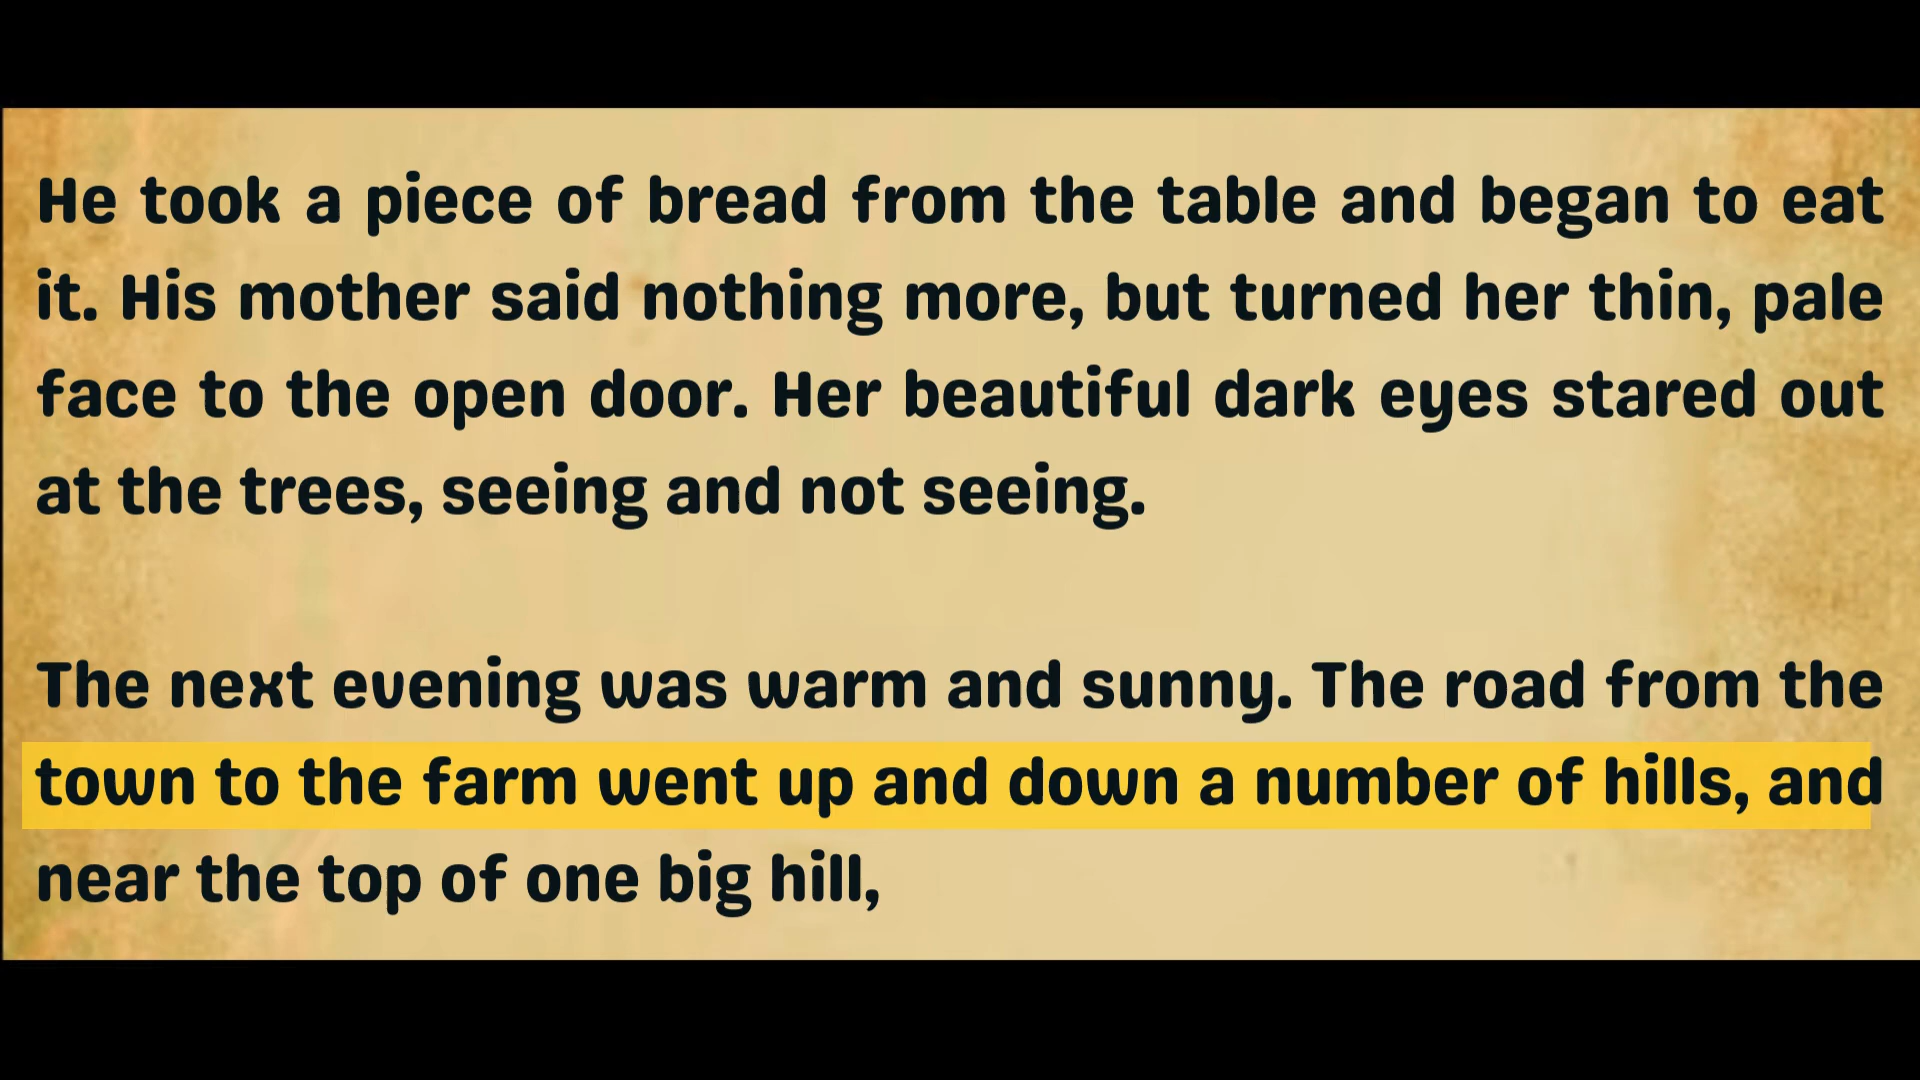 He took a piece of bread from the table and began to eat
it. His mother said nothing more, but turned her thin, pale
face to the open door. Her beautiful dark eyes stared out
at the trees, seeing and not seeing.
The next evening was warm and sunny. The road from the
town to the farm went up and down a number of hills, and
near the top of one big hill,